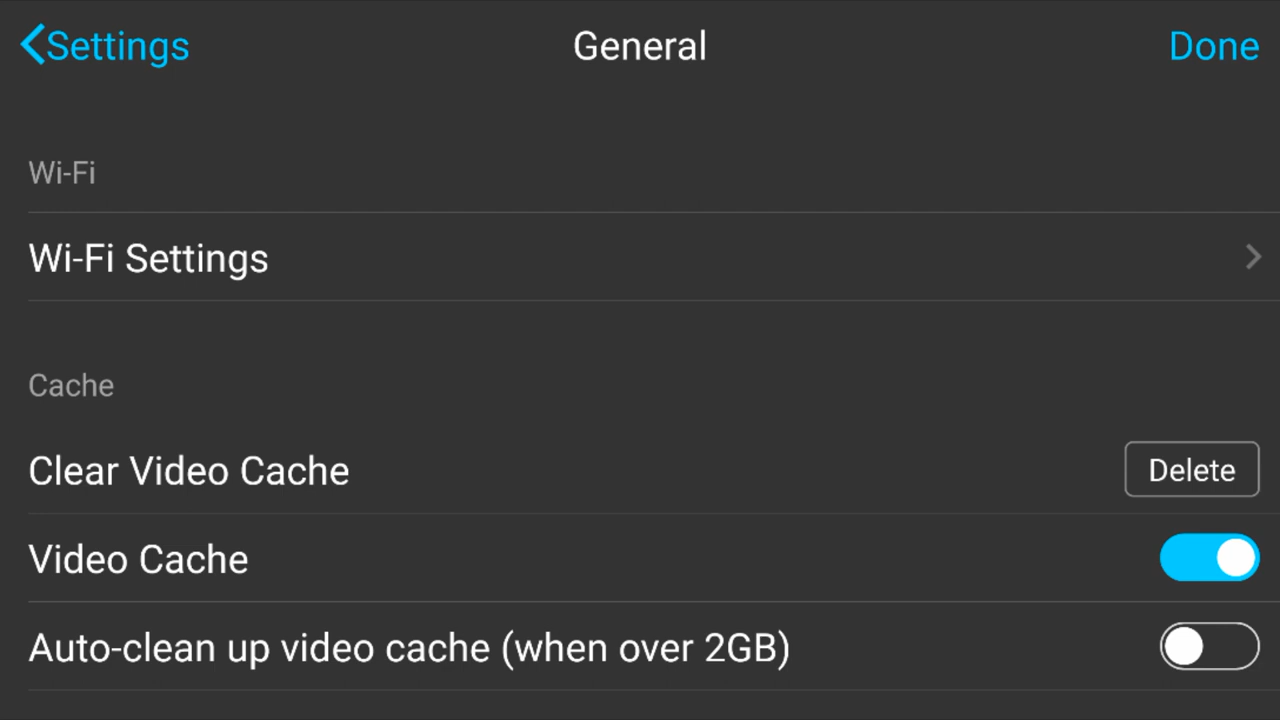 Settings General Done
Wi-Fi
Wi-Fi Settings
Cache
Clear Video Cache Delete
Video Cache
Auto-clean up video cache (when over 2GB)